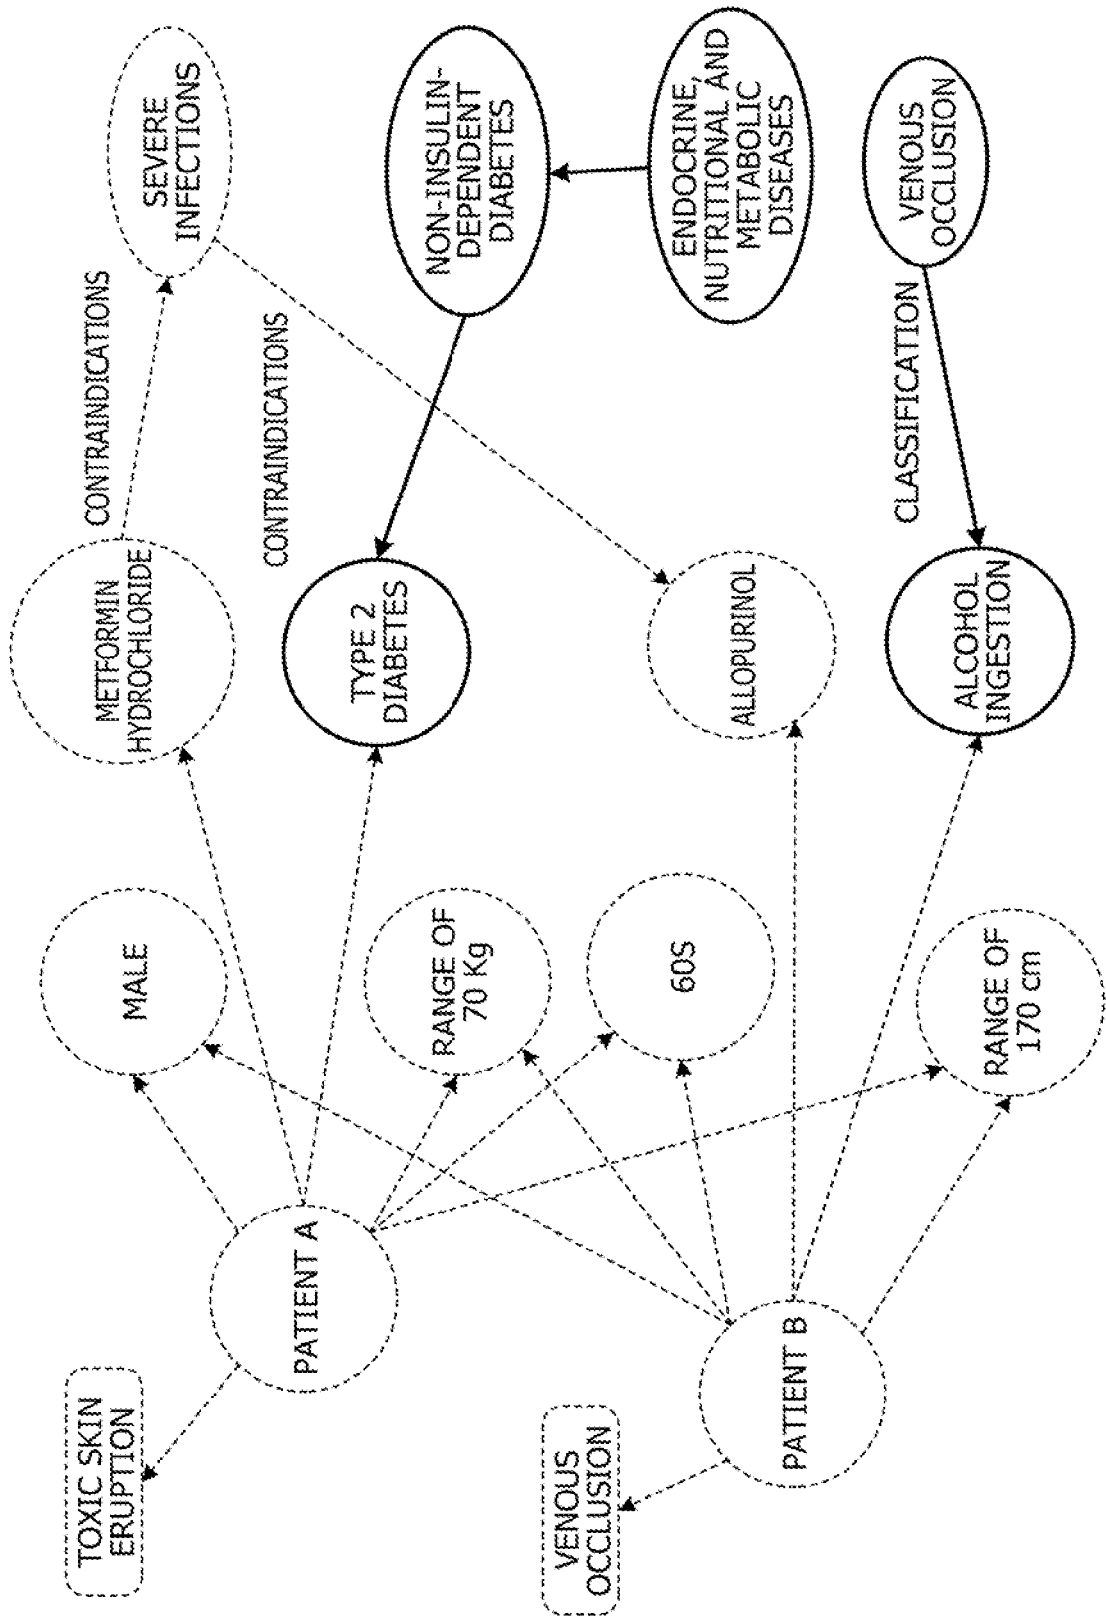 TOXIC SKIN
ERUPTION
PATIENT A
MALE
METFORMIN
HYDROCHLORIDE
CONTRAINDICATIONS
SEVERE
INFECTIONS
CONTRAINDICATIONS
TYPE 2
DIABETES
NON-INSULIN-
DEPENDENT
DIABETES
RANGE OF
70 Kg
VENOUS
OCCLUSION
PATIENT B
60S
ALLOPURINOL
ENDOCRINE,
NUTRITIONAL AND
METABOLIC
DISEASES
RANGE OF
170 cm
ALCOHOL
INGESTION
CLASSIFICATION
VENOUS
OCCLUSION